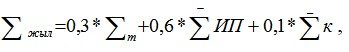 ∑ жыл = 0,3 * ∑ т + 0,6 * ∑̅ ИП + 0,1 * ∑̅ к ,